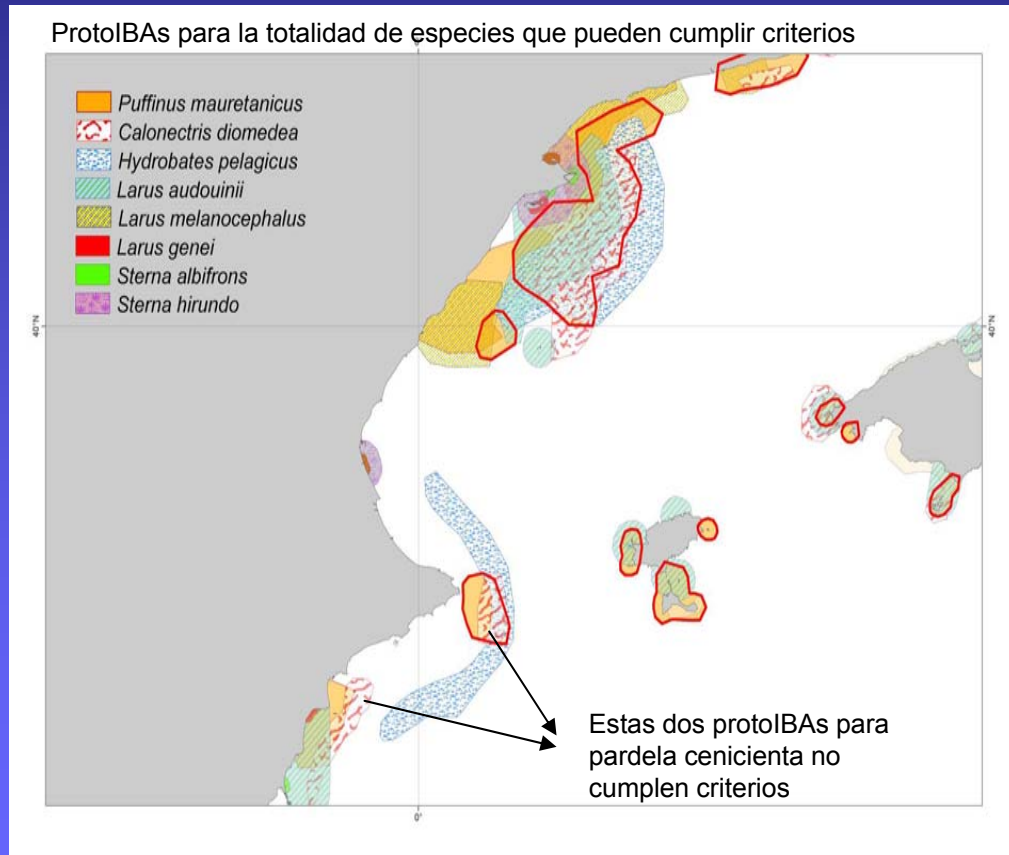 ProtoIBAs para la totalidad de especies que pueden cumplir criterios
Puffinus mauretanicus
Calonectris diomedea
Hydrobates pelagicus
Larus audouinii
Larus melanocephalus
Larus genei
Sterna albifrons
Sterna hirundo
40°N
40°N
Estas dos protoIBAs para
pardela cenicienta no
cumplen criterios
0°